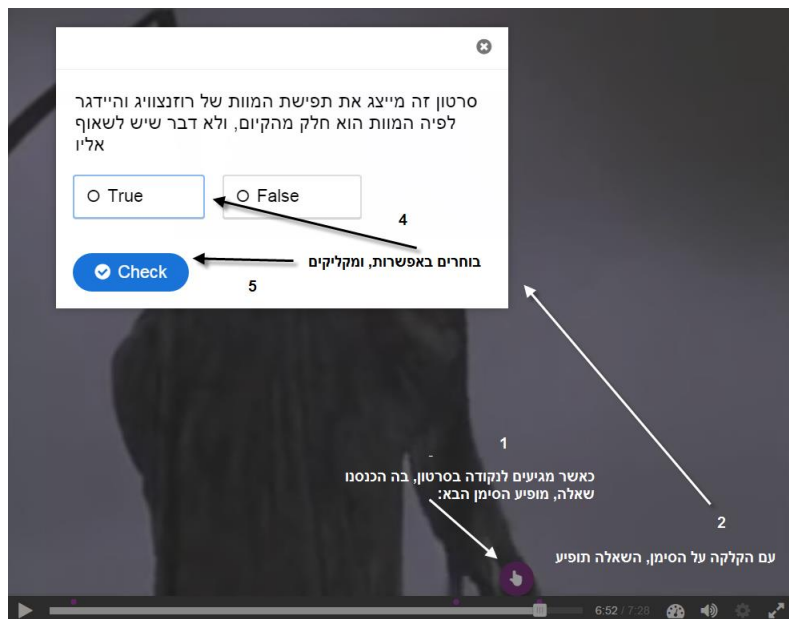 סרטון זה מייצג את תפישת המוות של רוזנצוויג והיידגר
לפיה המוות הוא חלק מהקיום, ולא דבר שיש לשאוף
אליו
True
False
4
בוחרים באפשרות, ומקליקים
Check
5
1
כאשר מגיעים לנקודה בסרטון, בה הכנסנו
שאלה, מופיע הסימן הבא:
2
עם הקלקה על הסימן, השאלה תופיע
6:52 / 7:28